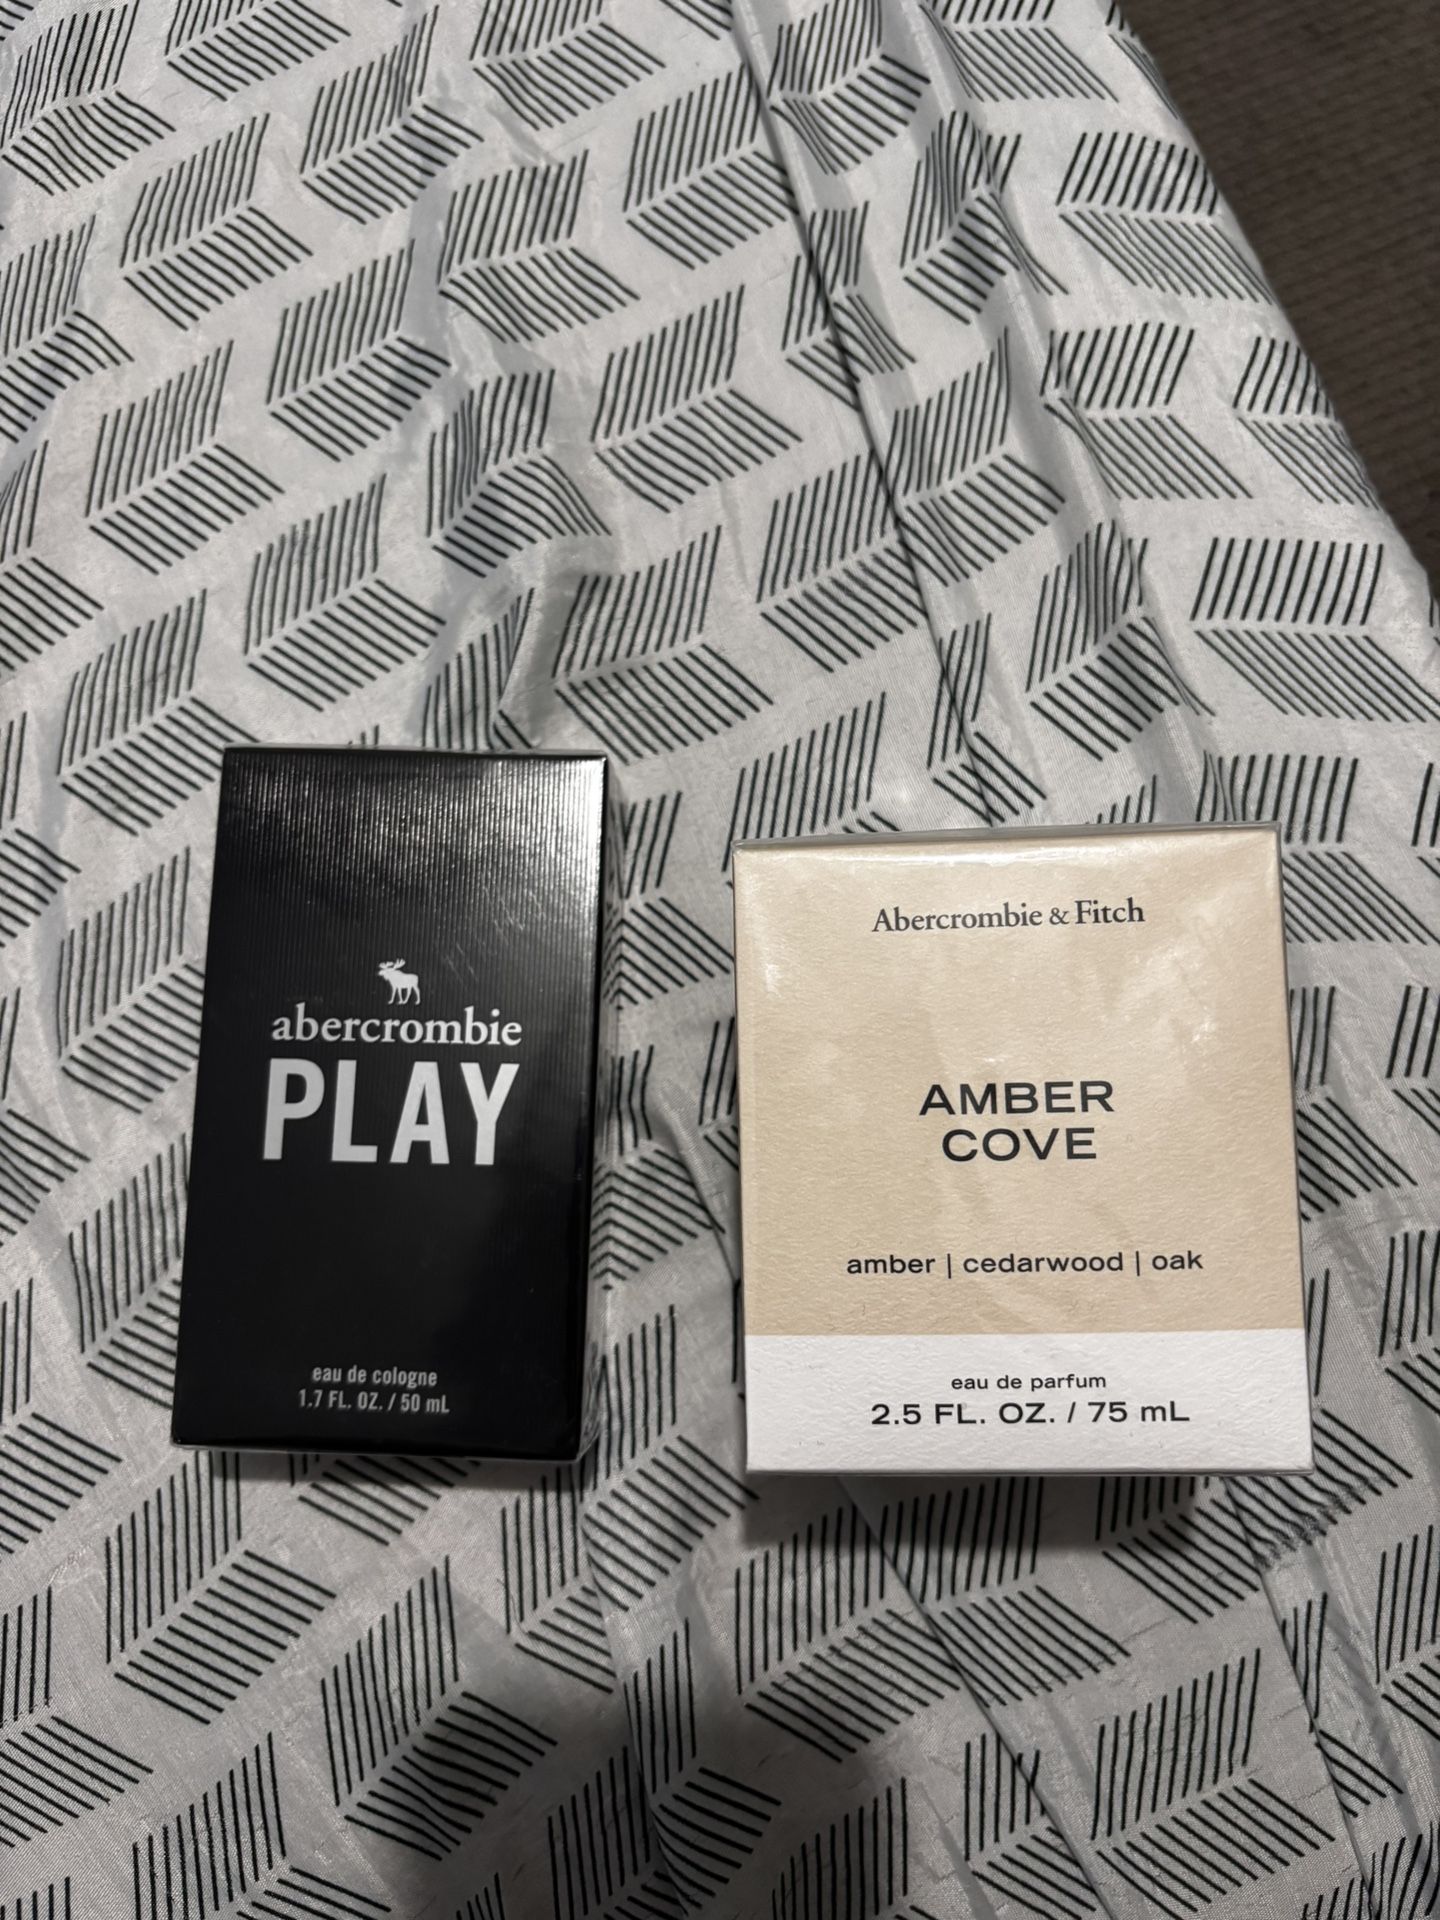 abercrombie
PLAY
eau de cologne
1.7 FL. OZ. / 50 mL
Abercrombie & Fitch
AMBER
COVE
amber | cedarwood | oak
eau de parfum
2.5 FL. OZ. / 75 mL